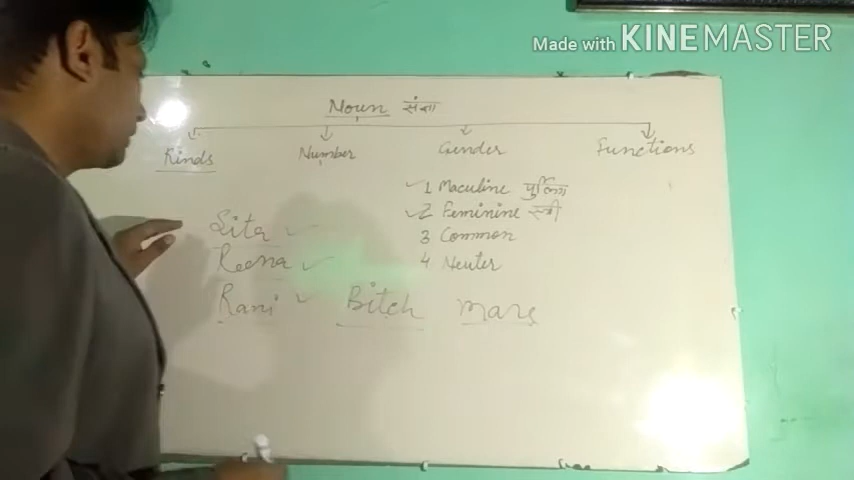 Made with KINEMASTER
Noun संज्ञा
Kinds Number Gender Functions
1 Maculine पुल्लिंग
2 Feminine स्त्री
3 Common
4 Neuter
Sita
Reena
Rani Bitch mare